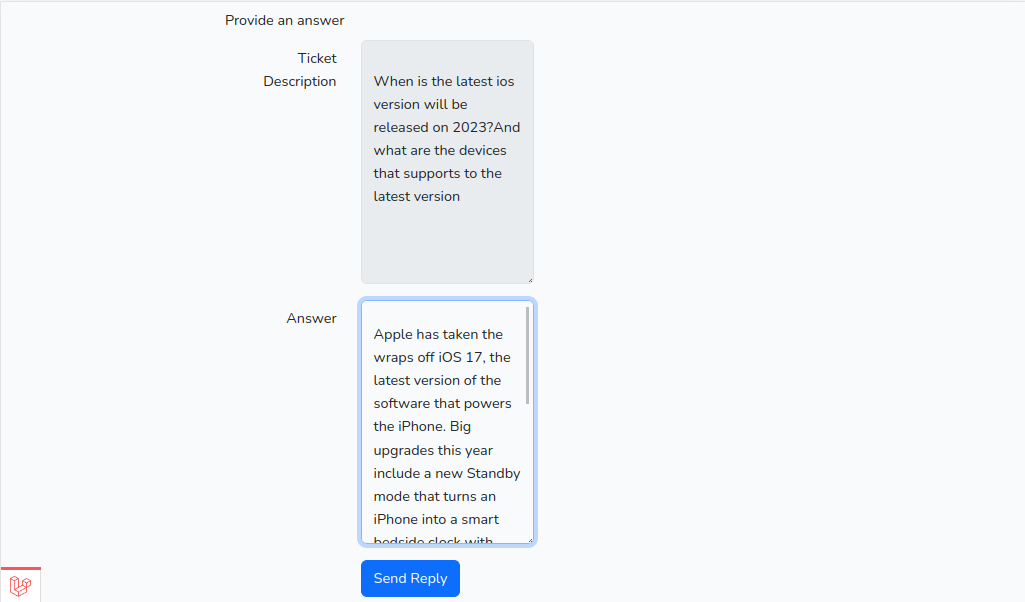 Provide an answer
Ticket
Description
When is the latest ios
version will be
released on 2023?And
what are the devices
that supports to the
latest version
Answer
Apple has taken the
wraps off iOS 17, the
latest version of the
software that powers
the iPhone. Big
upgrades this year
include a new Standby
mode that turns an
iPhone into a smart
bedside clock with
Send Reply